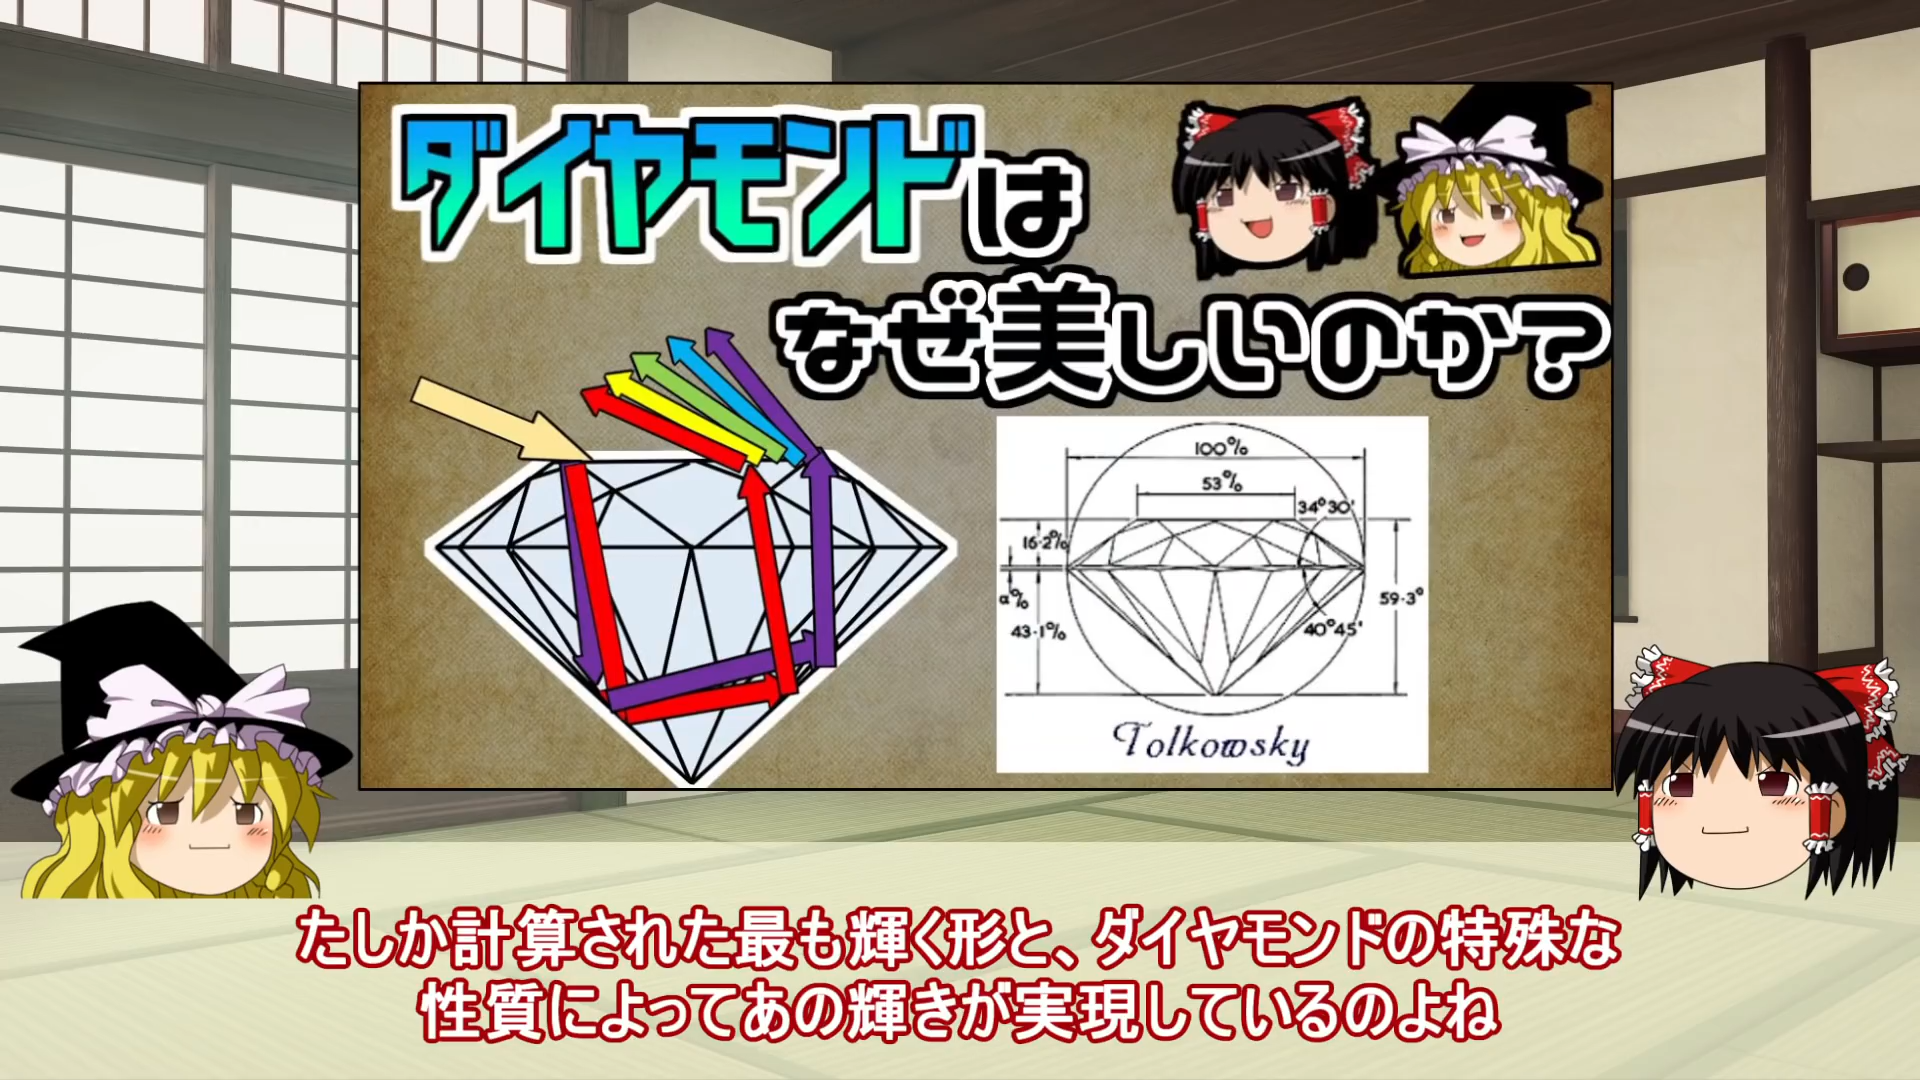 ダイヤモンドは
なぜ美しいのか?
100%
53%
34°30'
16·2%
α%
43·1%
59·3°
40°45'
Tolkowsky
たしか計算された最も輝く形と、ダイヤモンドの特殊な
性質によってあの輝きが実現しているのよね